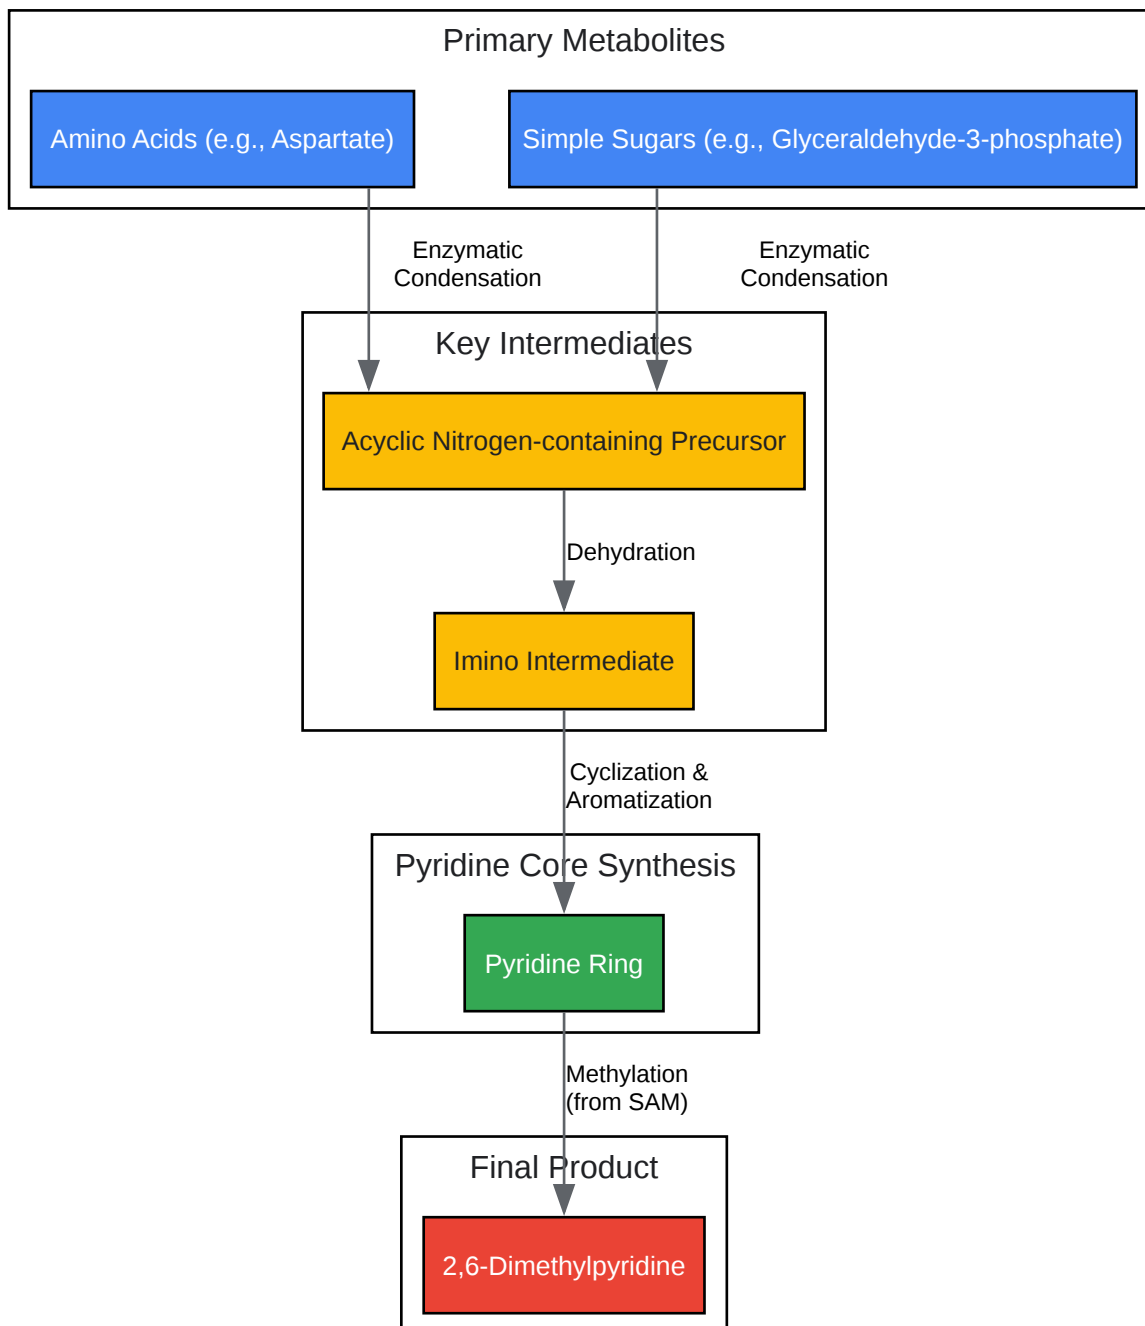 Primary Metabolites
Amino Acids (e.g., Aspartate)
Simple Sugars (e.g., Glyceraldehyde-3-phosphate)
Enzymatic
Condensation
Enzymatic
Condensation
Key Intermediates
Acyclic Nitrogen-containing Precursor
Dehydration
Imino Intermediate
Cyclization &
Aromatization
Pyridine Core Synthesis
Pyridine Ring
Methylation
(from SAM)
Final Product
2,6-Dimethylpyridine